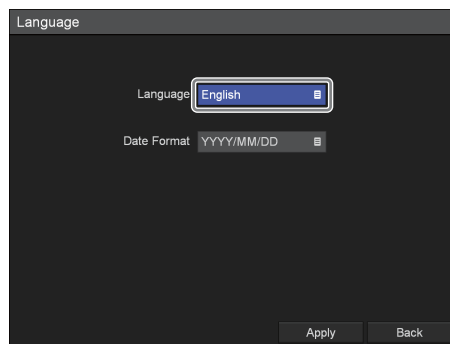 Language
Language English
Date Format YYYY/MM/DD
Apply Back